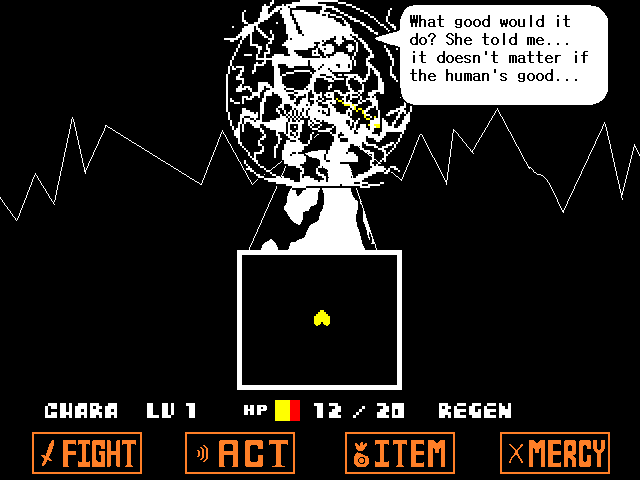 What good would it
do? She told me...
it doesn't matter if
the human's good...
CHARA LV 1 HP 12 / 20 REGEN
FIGHT ACT ITEM MERCY